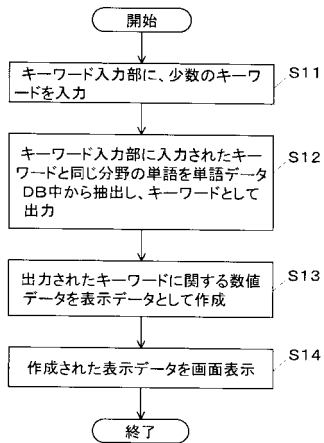 開始
キーワード入力部に、少数のキーワ
ードを入力
S11
キーワード入力部に入力されたキー
ワードと同じ分野の単語を単語データ
DB中から抽出し、キーワードとして
出力
S12
出力されたキーワードに関する数値
データを表示データとして作成
S13
作成された表示データを画面表示
S14
終了